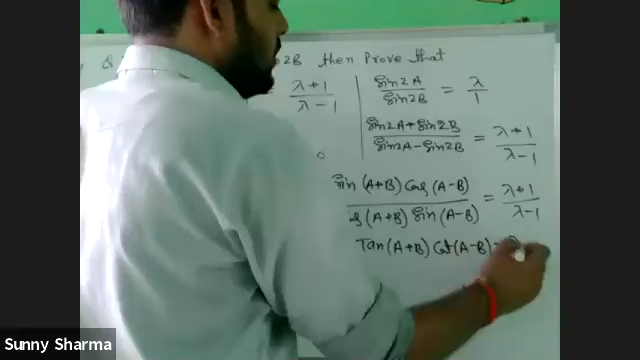 2B then Prove that
λ+1 / λ-1
Sin2A / Sin2B = λ / 1
Sin2A + Sin2B / Sin2A - Sin2B = λ+1 / λ-1
Sin (A+B) Cos (A-B) / (A+B) Sin (A-B) = λ+1 / λ-1
Tan (A+B) Cot (A-B) =
Sunny Sharma